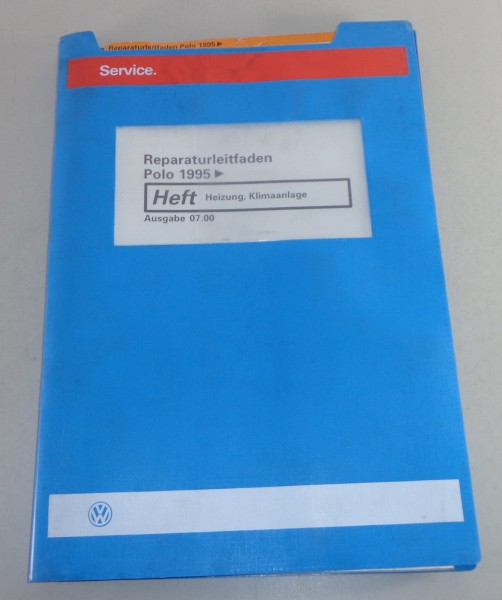 Reparaturleitfaden Polo 1995 ►
Service.
Reparaturleitfaden
Polo 1995 ►
Heft Heizung, Klimaanlage
Ausgabe 07.00